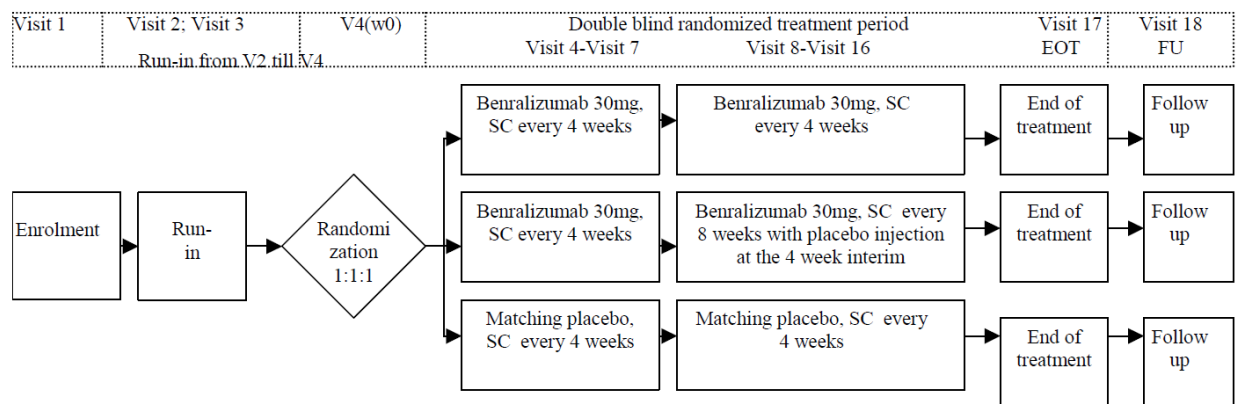 Visit 1
Visit 2; Visit 3
V4(w0)
Double blind randomized treatment period
Visit 17
Visit 18
Visit 4-Visit 7
Visit 8-Visit 16
EOT
FU
Run-in from V2 till V4
Benralizumab 30mg,
SC every 4 weeks
Benralizumab 30mg, SC
every 4 weeks
End of
treatment
Follow
up
Enrolment
Run-
in
Randomi
zation
1:1:1
Benralizumab 30mg,
SC every 4 weeks
Benralizumab 30mg, SC every
8 weeks with placebo injection
at the 4 week interim
End of
treatment
Follow
up
Matching placebo,
SC every 4 weeks
Matching placebo, SC every
4 weeks
End of
treatment
Follow
up